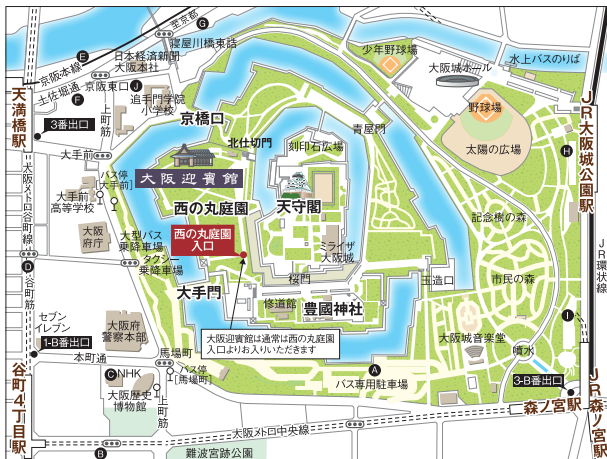 至京都
G
寝屋川橋東詰
E
京阪本線
日本経済新聞
大阪本社
京阪東口
土佐堀通
F
J
追手門学院
小学校
上町筋
天満橋駅
3番出口
京橋口
北仕切門
少年野球場
大阪城ホール
水上バスのりば
野球場
太陽の広場
青屋門
刻印石広場
JR大阪城公園駅
H
大手前
バス停
[大手前]
大手前
高等学校
大阪迎賓館
西の丸庭園
天守閣
大阪メトロ谷町線
大阪
府庁
大型バス
乗降車場
タクシー
乗降車場
西の丸庭園
入口
ミライザ
大阪城
記念樹の森
JR環状線
D
谷町筋
大手門
桜門
玉造口
市民の森
修道館
豊國神社
セブン
イレブン
大阪府
警察本部
大阪迎賓館は通常は西の丸庭園
入口よりお入りいただきます
大阪城音楽堂
I
1-B番出口
本町通
馬場町
噴水
谷町4丁目駅
C
NHK
バス停
[馬場町]
A
バス専用駐車場
3-B番出口
大阪歴史
博物館
上町筋
森ノ宮駅
JR森ノ宮駅
大阪メトロ中央線
B
難波宮跡公園